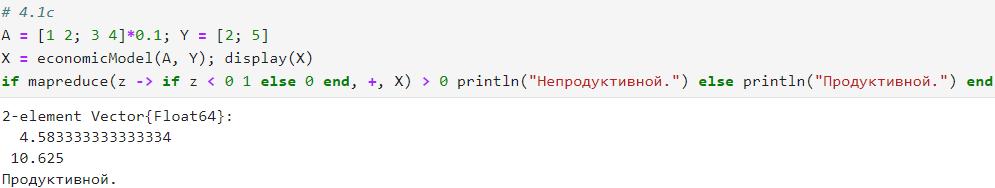 # 4.1c
A = [1 2; 3 4]*0.1; Y = [2; 5]
X = economicModel(A, Y); display(X)
if mapreduce(z -> if z < 0 1 else 0 end, +, X) > 0 println("Непродуктивной.") else println("Продуктивной.") end
2-element Vector{Float64}:
  4.583333333333334
 10.625
Продуктивной.